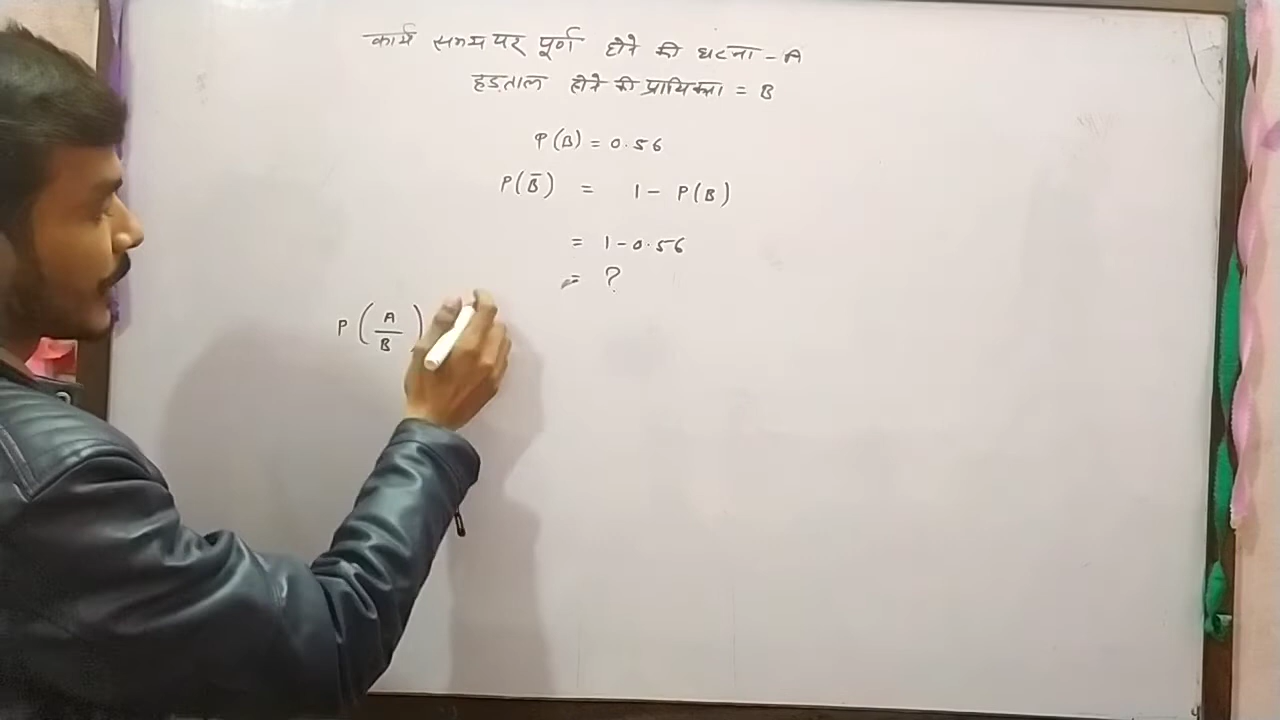 कार्य समय पर पूर्ण होने की घटना - A
हड़ताल होने की प्रायिकता = B
P(B) = 0.56
P(B̄) = 1 - P(B)
= 1 - 0.56
= ?
P(A/B)